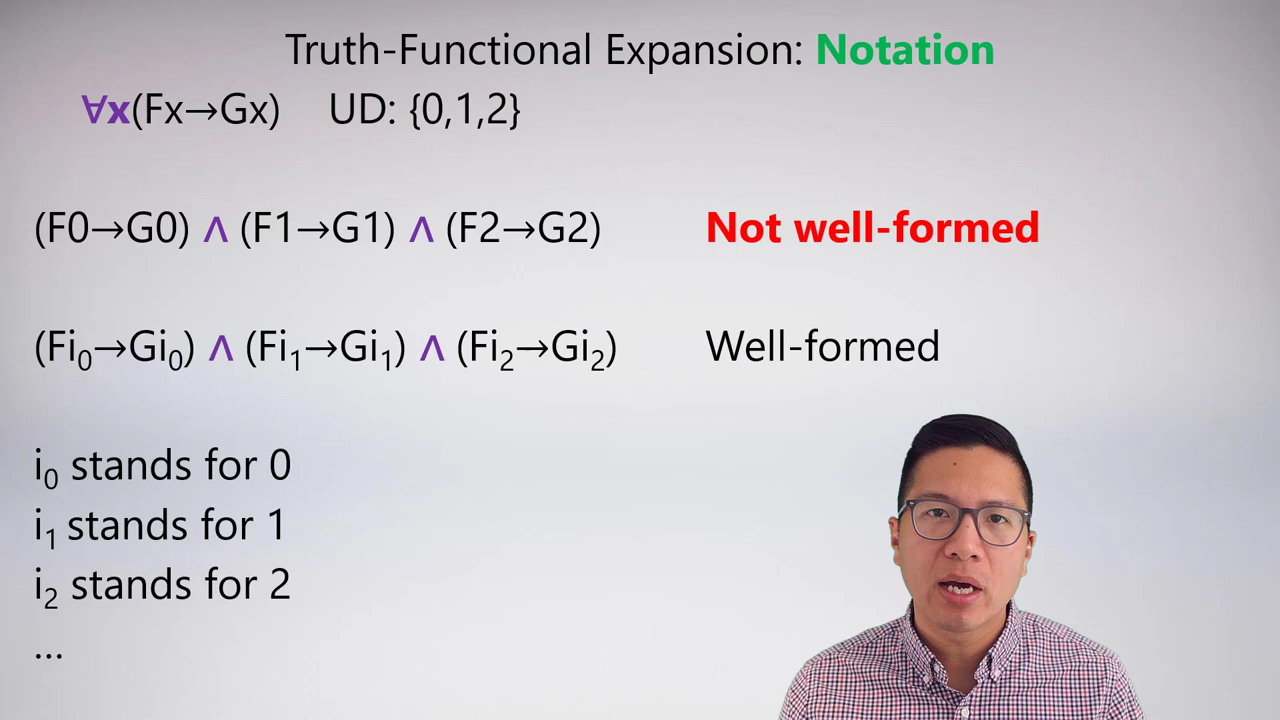 Truth-Functional Expansion: Notation
∀x(Fx→Gx) UD: {0,1,2}
(F0→G0) ∧ (F1→G1) ∧ (F2→G2) Not well-formed
(Fi₀→Gi₀) ∧ (Fi₁→Gi₁) ∧ (Fi₂→Gi₂) Well-formed
i₀ stands for 0
i₁ stands for 1
i₂ stands for 2
...